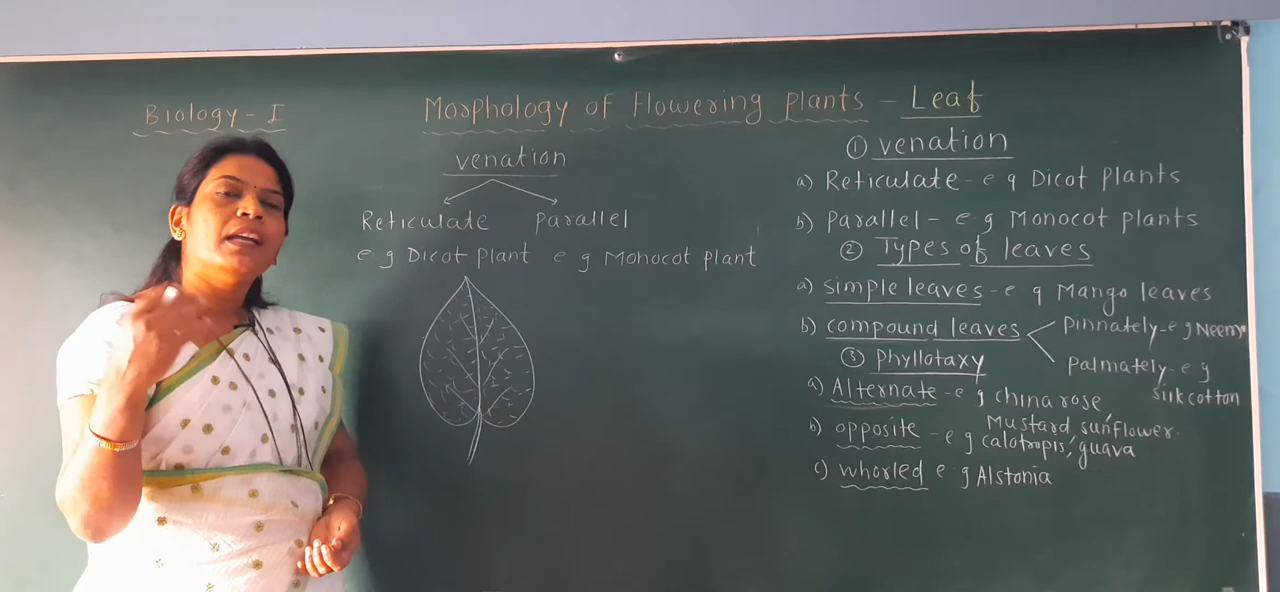 Biology - I
Morphology of Flowering Plants - Leaf
venation
Reticulate Parallel
e g Dicot plant e g Monocot plant
① venation
a) Reticulate - e g Dicot plants
b) Parallel - e g Monocot plants
② Types of leaves
a) simple leaves - e g Mango leaves
b) compound leaves
Pinnately - e g Neem
Palmately - e g
silk cotton
③ Phyllotaxy
a) Alternate - e g china rose,
Mustard, sunflower.
b) opposite - e g calotropis, guava
c) whorled e g Alstonia